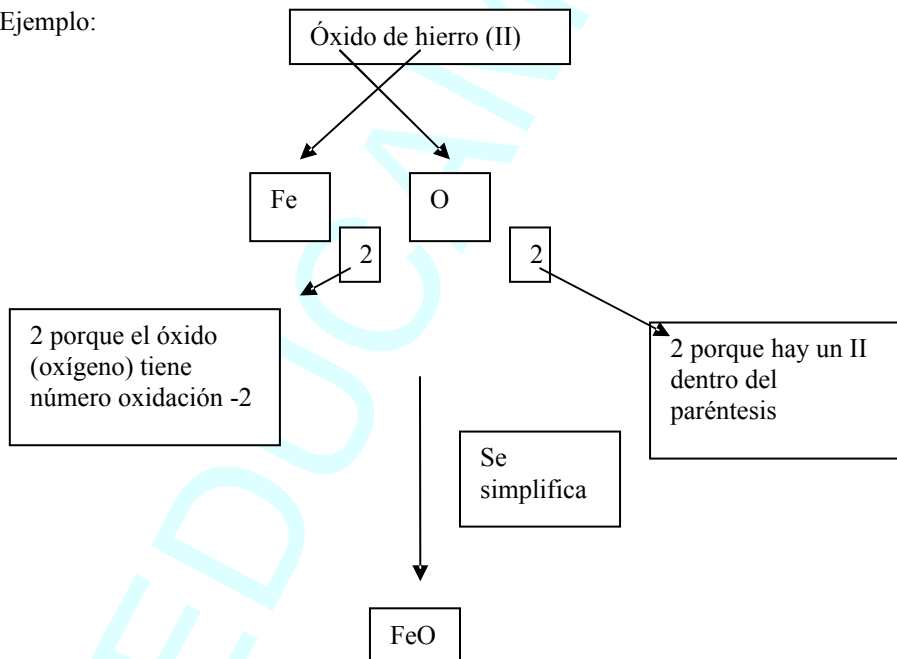 Ejemplo:
Óxido de hierro (II)
Fe
O
2
2
2 porque el óxido
(oxígeno) tiene
número oxidación -2
2 porque hay un II
dentro del
paréntesis
Se
simplifica
FeO
EDUCAM